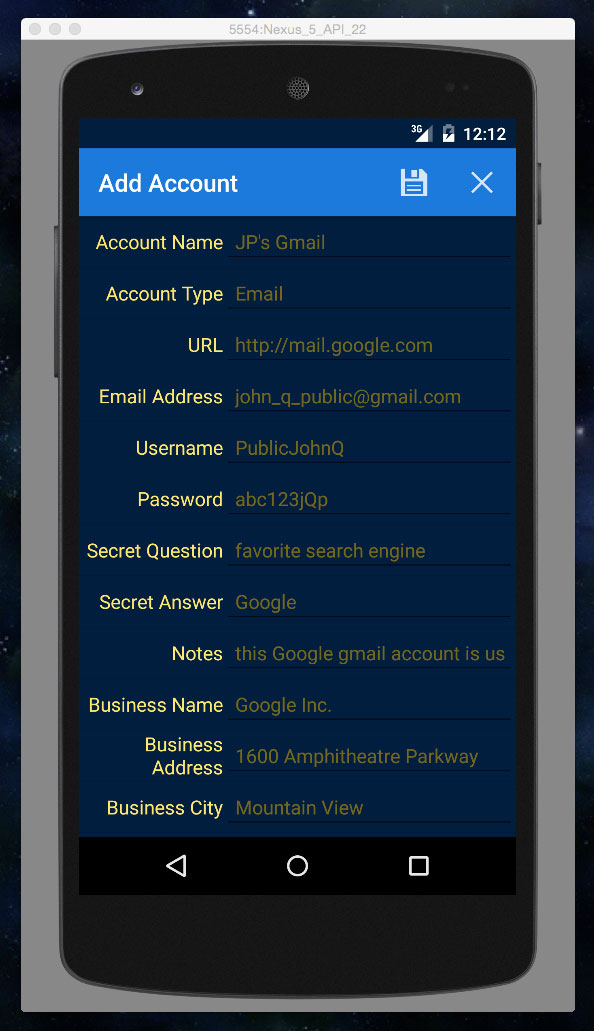 5554:Nexus_5_API_22
3G 12:12
Add Account
Account Name JP's Gmail
Account Type Email
URL http://mail.google.com
Email Address john_q_public@gmail.com
Username PublicJohnQ
Password abc123jQp
Secret Question favorite search engine
Secret Answer Google
Notes this Google gmail account is us
Business Name Google Inc.
Business
Address 1600 Amphitheatre Parkway
Business City Mountain View